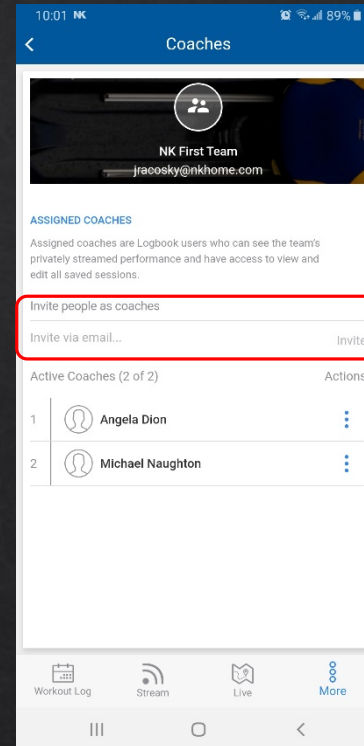 10:01 NK 89%
Coaches
NK First Team
jracosky@nkhome.com
ASSIGNED COACHES
Assigned coaches are Logbook users who can see the team's
privately streamed performance and have access to view and
edit all saved sessions.
Invite people as coaches
Invite via email... Invite
Active Coaches (2 of 2) Actions
1 Angela Dion
2 Michael Naughton
Workout Log Stream Live More